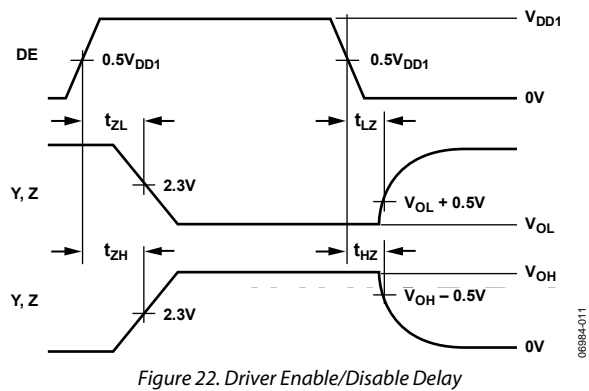 V_DD1
DE
0.5V_DD1
0.5V_DD1
0V
t_ZL
t_LZ
Y, Z
2.3V
V_OL + 0.5V
V_OL
t_ZH
t_HZ
V_OH
Y, Z
2.3V
V_OH – 0.5V
0V
06984-011
Figure 22. Driver Enable/Disable Delay